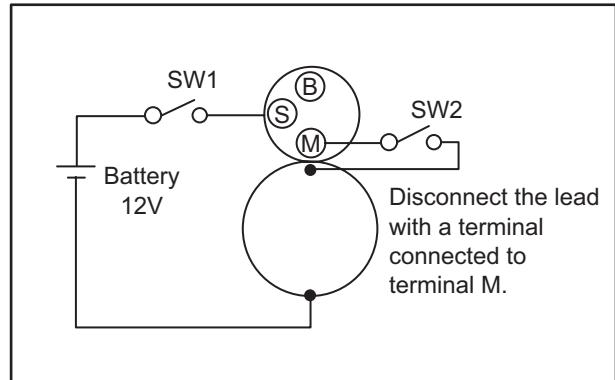 SW1
B
S
SW2
M
Battery
12V
Disconnect the lead
with a terminal
connected to
terminal M.